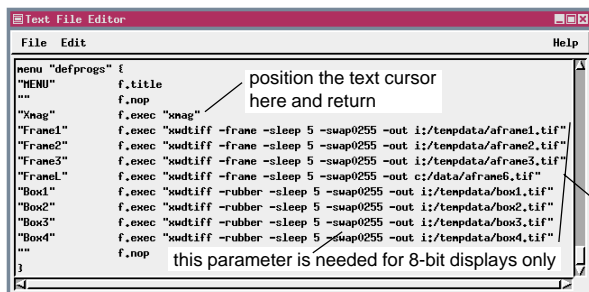 Text File Editor
File Edit Help
menu "defprogs" {
"MENU" f.title
"" f.nop
"Xmag" f.exec "xmag"
position the text cursor
here and return
"Frame1" f.exec "xwdtiff -frame -sleep 5 -swap0255 -out i:/tempdata/aframe1.tif"
"Frame2" f.exec "xwdtiff -frame -sleep 5 -swap0255 -out i:/tempdata/aframe2.tif"
"Frame3" f.exec "xwdtiff -frame -sleep 5 -swap0255 -out i:/tempdata/aframe3.tif"
"FrameL" f.exec "xwdtiff -frame -sleep 5 -swap0255 -out c:/data/aframe6.tif"
"Box1" f.exec "xwdtiff -rubber -sleep 5 -swap0255 -out i:/tempdata/box1.tif"
"Box2" f.exec "xwdtiff -rubber -sleep 5 -swap0255 -out i:/tempdata/box2.tif"
"Box3" f.exec "xwdtiff -rubber -sleep 5 -swap0255 -out i:/tempdata/box3.tif"
"Box4" f.exec "xwdtiff -rubber -sleep 5 -swap0255 -out i:/tempdata/box4.tif"
"" f.nop
this parameter is needed for 8-bit displays only
}